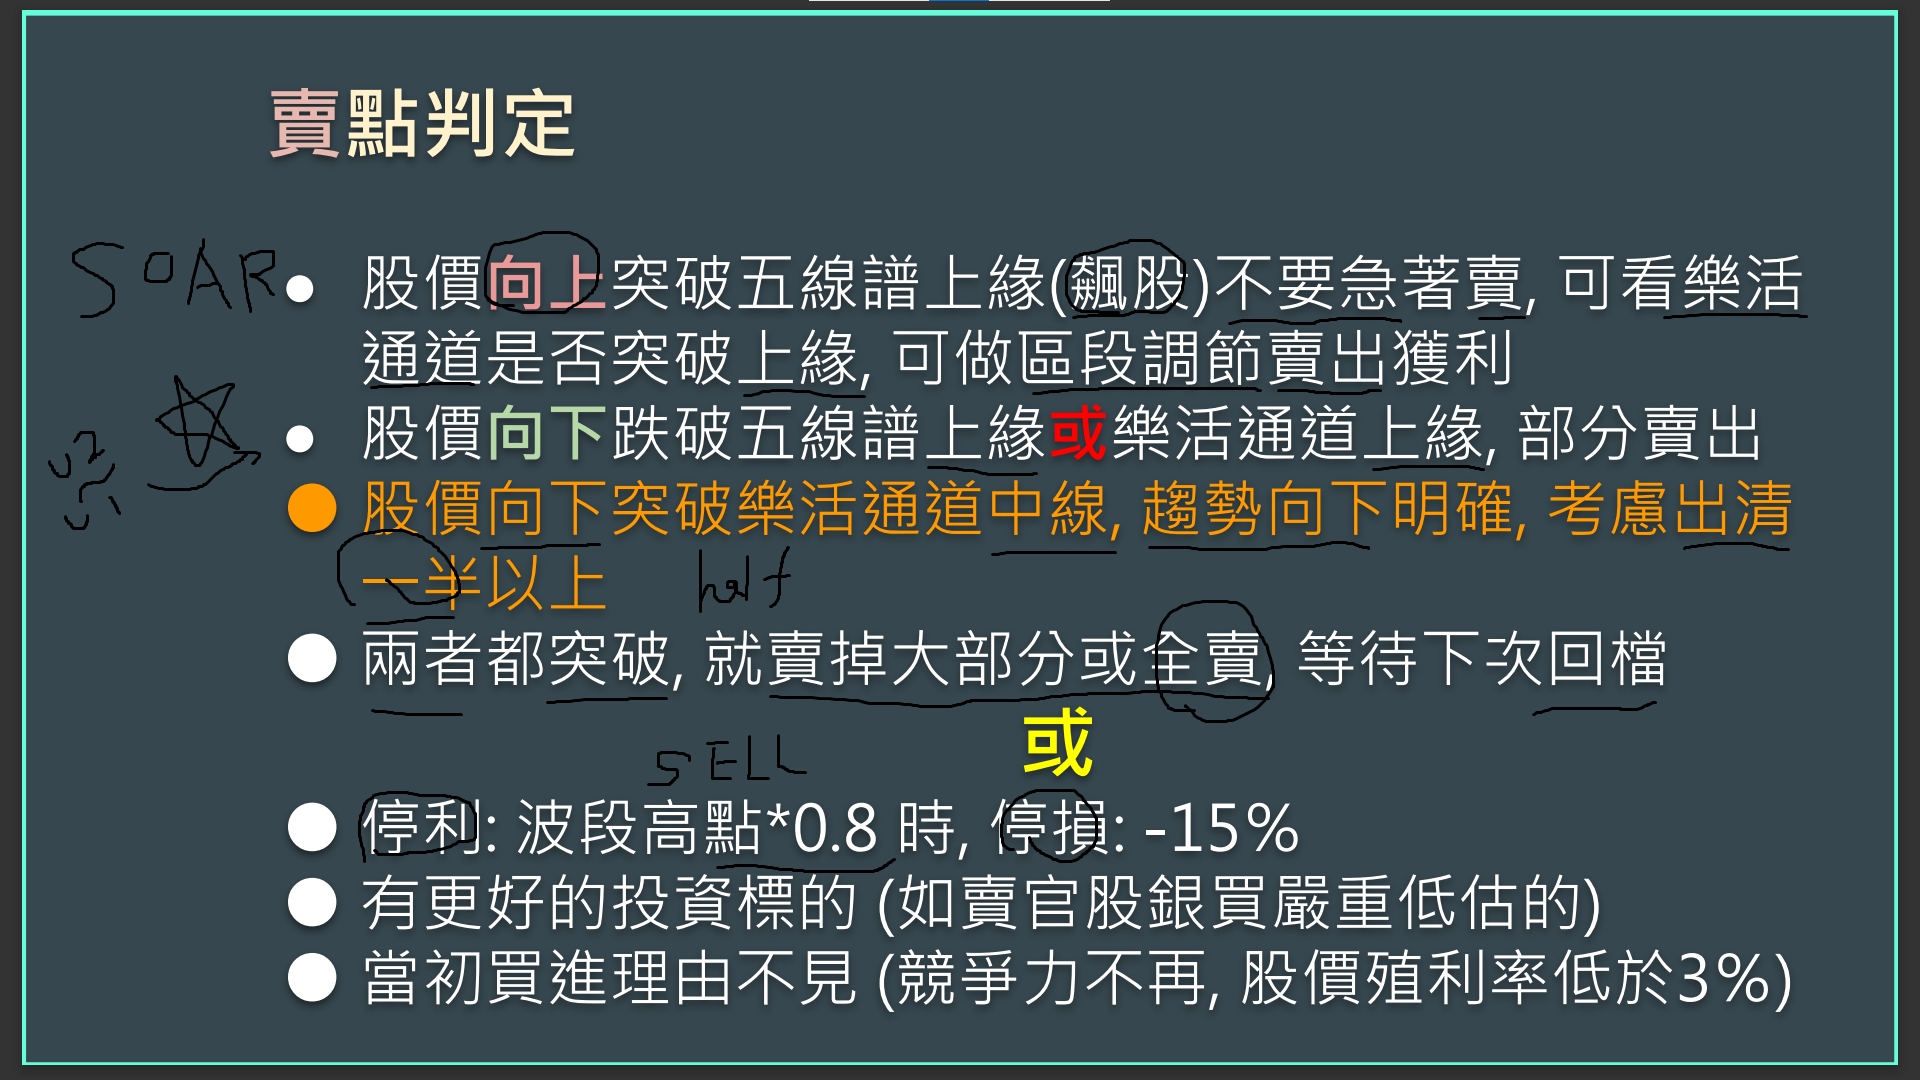 賣點判定
SOAR
● 股價向上突破五線譜上緣(飆股)不要急著賣, 可看樂活
通道是否突破上緣, 可做區段調節賣出獲利
● 股價向下跌破五線譜上緣或樂活通道上緣, 部分賣出
● 股價向下突破樂活通道中線, 趨勢向下明確, 考慮出清
一半以上 half
● 兩者都突破, 就賣掉大部分或全賣, 等待下次回檔
或
SELL
● 停利: 波段高點*0.8 時, 停損: -15%
● 有更好的投資標的 (如賣官股銀買嚴重低估的)
● 當初買進理由不見 (競爭力不再, 股價殖利率低於3%)